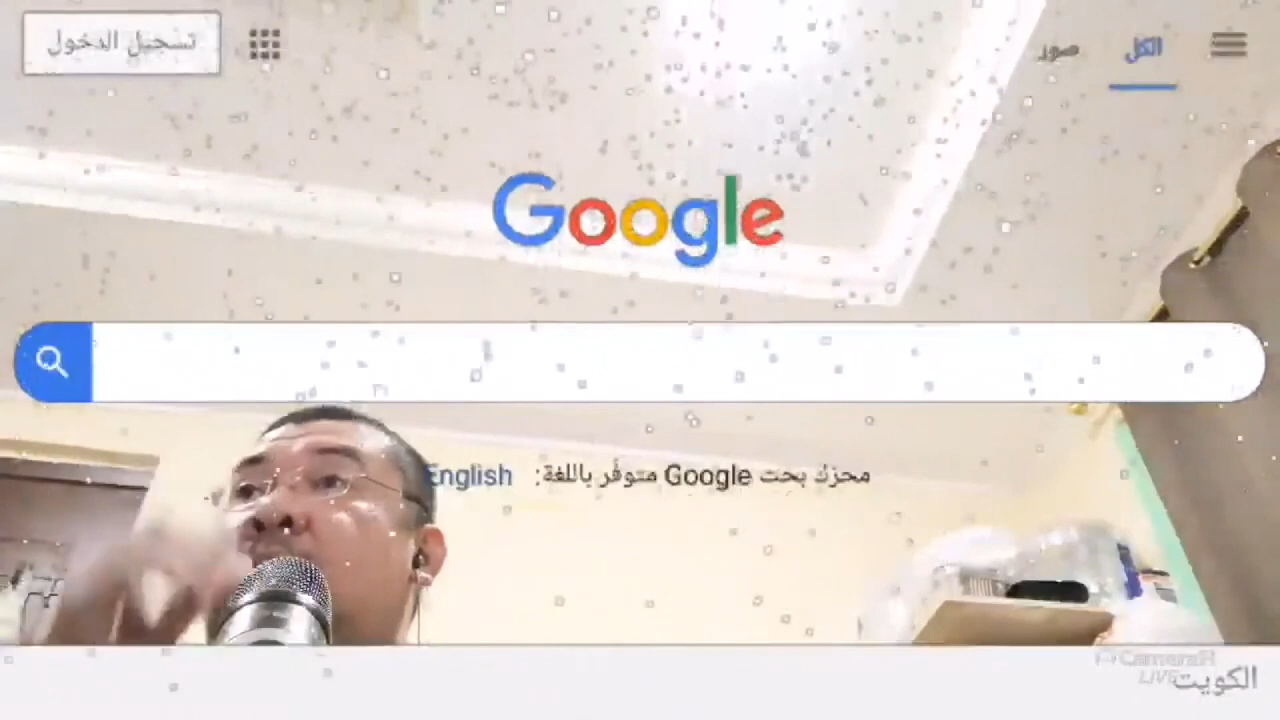 الكل صور تسجيل الدخول
Google
محرك بحث Google متوفر باللغة: English
CameraFi
LIVE
الكويت